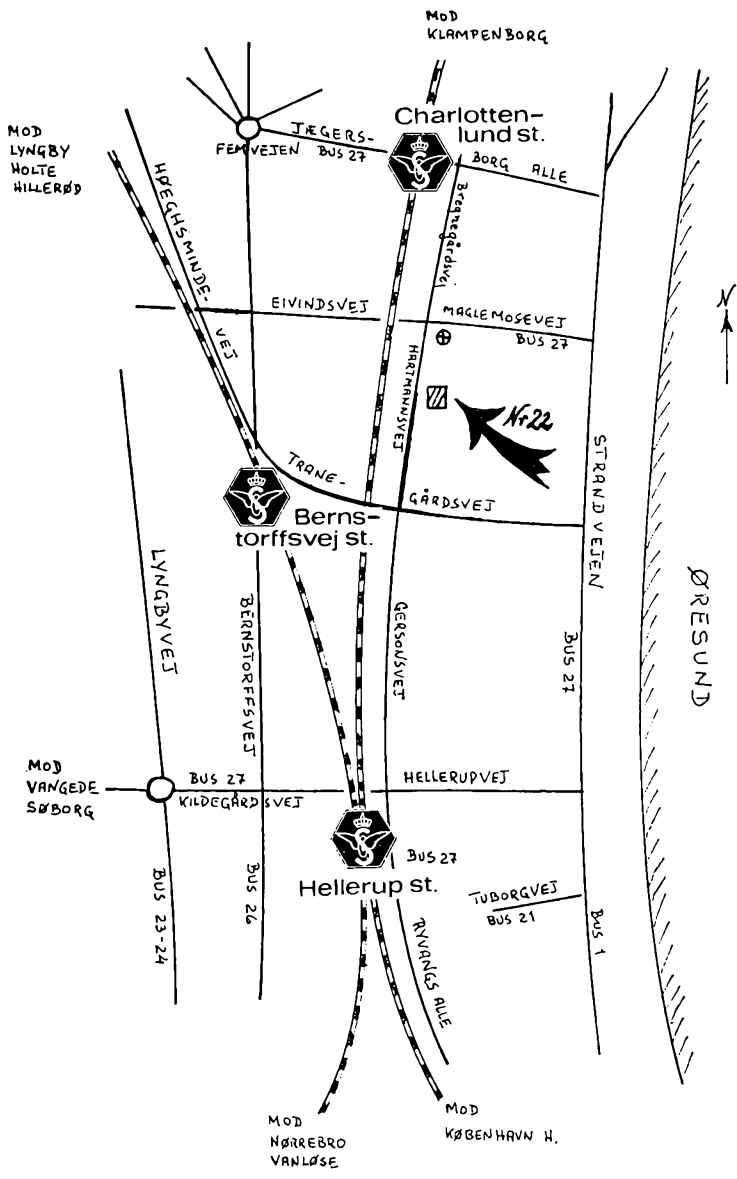 MOD
KLAMPENBORG
Charlotten-
lund st.
JÆGERS-
BORG ALLE
FEMVEJEN
BUS 27
MOD
LYNGBY
HOLTE
HILLERØD
HØEGHSMINDE-
VEJ
Bregnegårdsvej
N
EIVINDSVEJ
MAGLEMOSEVEJ
BUS 27
HARTMANNSVEJ
Nr 22
TRANE-
GÅRDSVEJ
STRANDVEJEN
Berns-
torffsvej st.
LYNGBYVEJ
BERNSTORFFSVEJ
GERSONSVEJ
BUS 27
ØRESUND
MOD
VANGEDE
SØBORG
BUS 27
KILDEGÅRDSVEJ
HELLERUPVEJ
BUS 27
Hellerup st.
BUS 23-24
BUS 26
TUBORGVEJ
BUS 21
BUS 1
RYVANGS ALLE
MOD
NØRREBRO
VANLØSE
MOD
KØBENHAVN H.